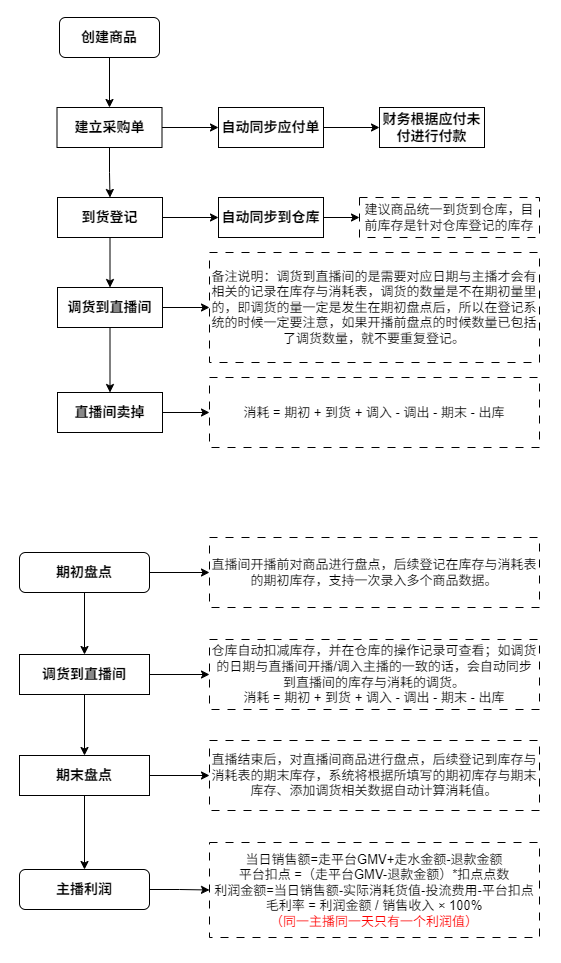 创建商品
建立采购单
自动同步应付单
财务根据应付未
付进行付款
到货登记
自动同步到仓库
建议商品统一到货到仓库，目
前库存是针对仓库登记的库存
调货到直播间
备注说明：调货到直播间的是需要对应日期与主播才会有
相关的记录在库存与消耗表，调货的数量是不在期初量里
的，即调货的量一定是发生在期初盘点后，所以在登记系
统的时候一定要注意，如果开播前盘点的时候数量已包括
了调货数量，就不要重复登记。
直播间卖掉
消耗 = 期初 + 到货 + 调入 - 调出 - 期末 - 出库
期初盘点
直播间开播前对商品进行盘点，后续登记在库存与消耗表
的期初库存，支持一次录入多个商品数据。
调货到直播间
仓库自动扣减库存，并在仓库的操作记录可查看；如调货
的日期与直播间开播/调入主播的一致的话，会自动同步
到直播间的库存与消耗的调货。
消耗 = 期初 + 到货 + 调入 - 调出 - 期末 - 出库
期末盘点
直播结束后，对直播间商品进行盘点，后续登记到库存与
消耗表的期末库存，系统将根据所填写的期初库存与期末
库存、添加调货相关数据自动计算消耗值。
主播利润
当日销售额=走平台GMV+走水金额-退款金额
平台扣点 =（走平台GMV-退款金额）*扣点点数
利润金额=当日销售额-实际消耗货值-投流费用-平台扣点
毛利率 = 利润金额 / 销售收入 × 100%
（同一主播同一天只有一个利润值）